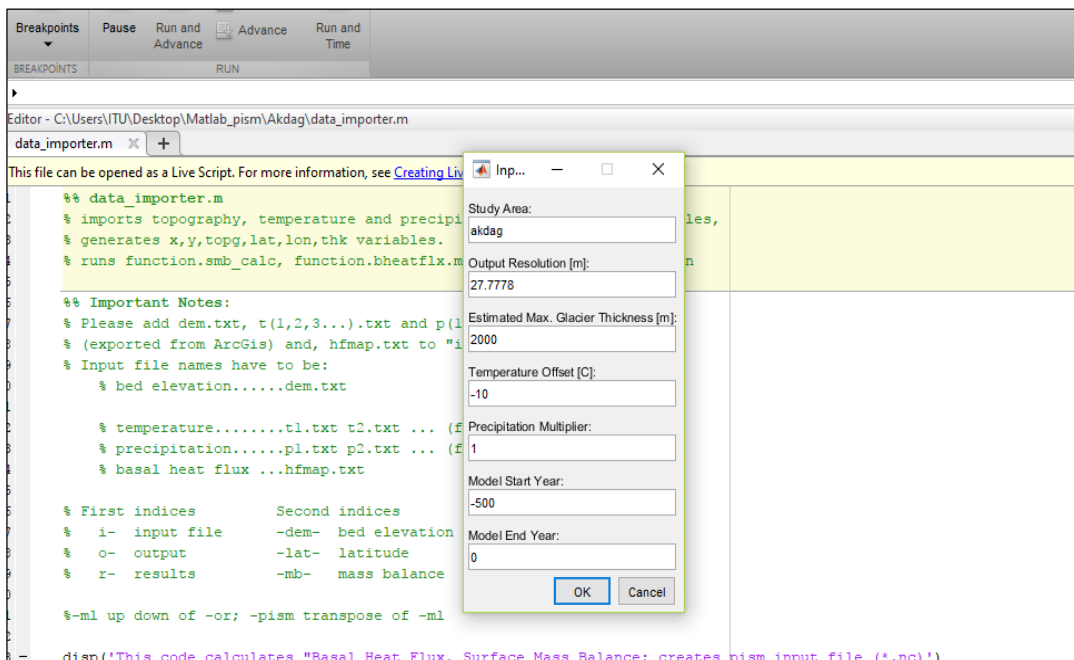 Breakpoints Pause Run and Advance Advance Run and Time
BREAKPOINTS RUN
Editor - C:\Users\ITU\Desktop\Matlab_pism\Akdag\data_importer.m
data_importer.m
This file can be opened as a Live Script. For more information, see Creating Liv
%% data_importer.m
% imports topography, temperature and precipi les,
% generates x,y,topg,lat,lon,thk variables.
% runs function.smb_calc, function.bheatflx.m n
%% Important Notes:
% Please add dem.txt, t(1,2,3...).txt and p(1
% (exported from ArcGis) and, hfmap.txt to "i
% Input file names have to be:
% bed elevation......dem.txt
% temperature........t1.txt t2.txt ... (f
% precipitation......p1.txt p2.txt ... (f
% basal heat flux ...hfmap.txt
% First indices Second indices
% i- input file -dem- bed elevation
% o- output -lat- latitude
% r- results -mb- mass balance
%-ml up down of -or; -pism transpose of -ml
disp('This code calculates "Basal Heat Flux, Surface Mass Balance; creates pism input file (*.nc)')
Inp...
Study Area:
akdag
Output Resolution [m]:
27.7778
Estimated Max. Glacier Thickness [m]:
2000
Temperature Offset [C]:
-10
Precipitation Multiplier:
1
Model Start Year:
-500
Model End Year:
0
OK Cancel